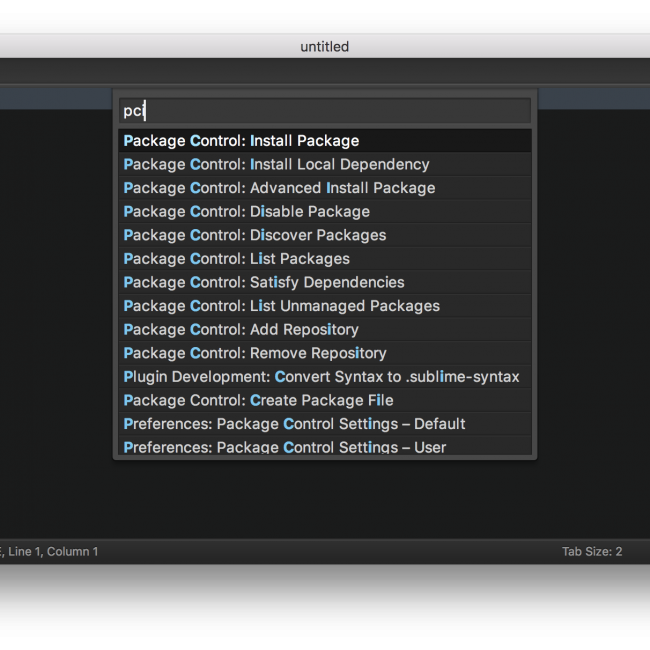 untitled
pci
Package Control: Install Package
Package Control: Install Local Dependency
Package Control: Advanced Install Package
Package Control: Disable Package
Package Control: Discover Packages
Package Control: List Packages
Package Control: Satisfy Dependencies
Package Control: List Unmanaged Packages
Package Control: Add Repository
Package Control: Remove Repository
Plugin Development: Convert Syntax to .sublime-syntax
Package Control: Create Package File
Preferences: Package Control Settings – Default
Preferences: Package Control Settings – User
, Line 1, Column 1
Tab Size: 2